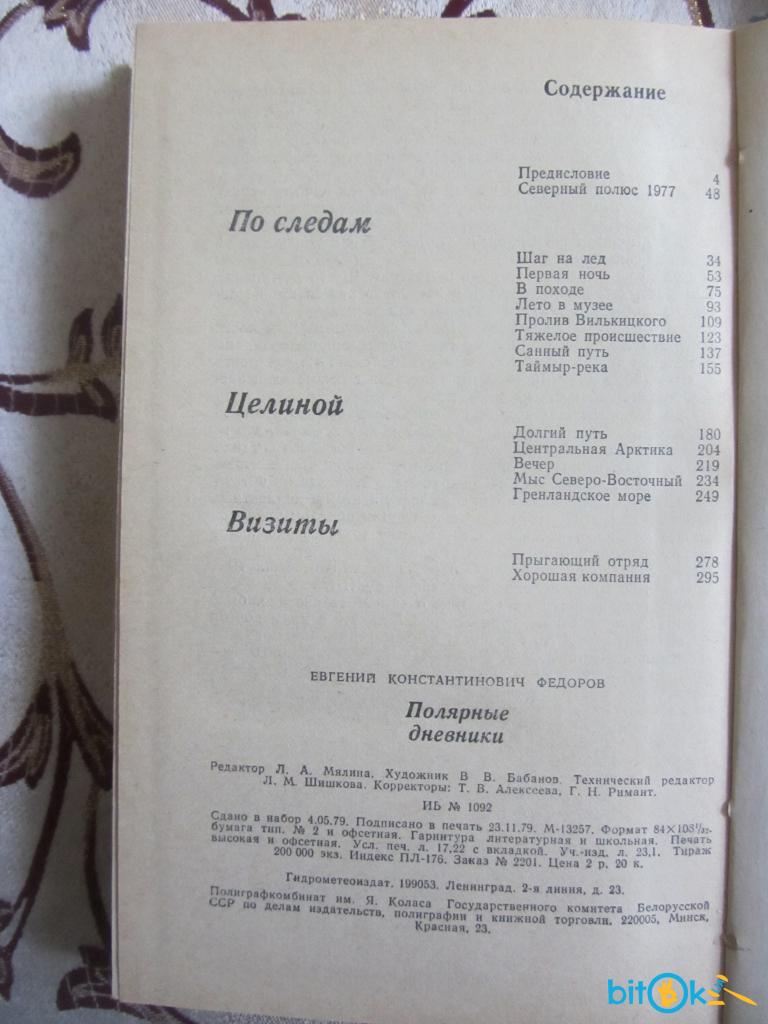 Содержание
Предисловие 4
Северный полюс 1977 48
По следам
Шаг на лед 34
Первая ночь 53
В походе 75
Лето в музее 93
Пролив Вилькицкого 109
Тяжелое происшествие 123
Санный путь 137
Таймыр-река 155
Целиной
Долгий путь 180
Центральная Арктика 204
Вечер 219
Мыс Северо-Восточный 234
Гренландское море 249
Визиты
Прыгающий отряд 278
Хорошая компания 295
ЕВГЕНИЙ КОНСТАНТИНОВИЧ ФЕДОРОВ
Полярные
дневники
Редактор Л. А. Мялина. Художник В В. Бабанов. Технический редактор
Л. М. Шишкова. Корректоры: Т. В. Алексеева, Г. Н. Римант.
ИБ № 1092
Сдано в набор 4.05.79. Подписано в печать 23.11.79. М-13257. Формат 84×108¹/₃₂.
бумага тип. № 2 и офсетная. Гарнитура литературная и школьная. Печать
высокая и офсетная. Усл. печ. л. 17,22 с вкладкой. Уч.-изд. л. 23,1. Тираж
200 000 экз. Индекс ПЛ-176. Заказ № 2201. Цена 2 р. 20 к.
Гидрометеоиздат. 199053. Ленинград. 2-я линия, д. 23.
Полиграфкомбинат им. Я. Коласа Государственного комитета Белорусской
ССР по делам издательств, полиграфии и книжной торговли. 220005, Минск,
Красная, 23.
bitOk